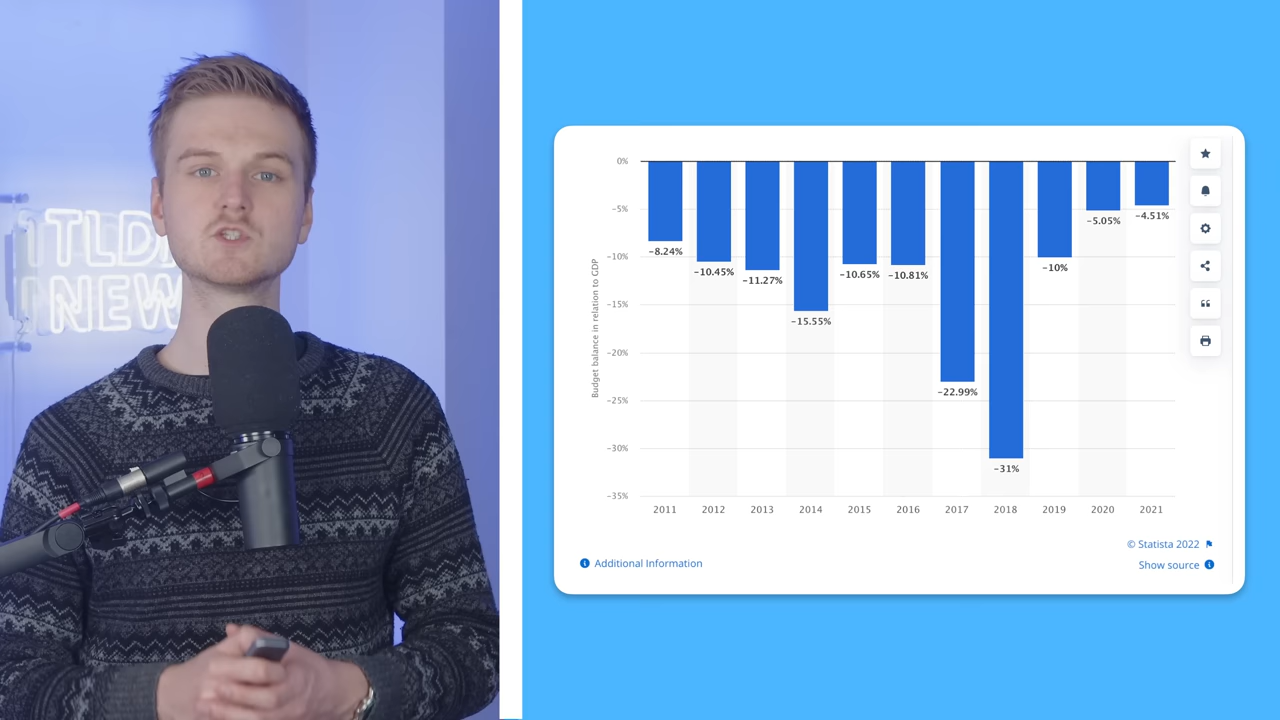 TLD
NEW
0%
−5%
−10%
−15%
−20%
−25%
−30%
−35%
Budget balance in relation to GDP
−8.24%
−10.45%
−11.27%
−15.55%
−10.65%
−10.81%
−22.99%
−31%
−10%
−5.05%
−4.51%
2011 2012 2013 2014 2015 2016 2017 2018 2019 2020 2021
© Statista 2022
Additional Information
Show source